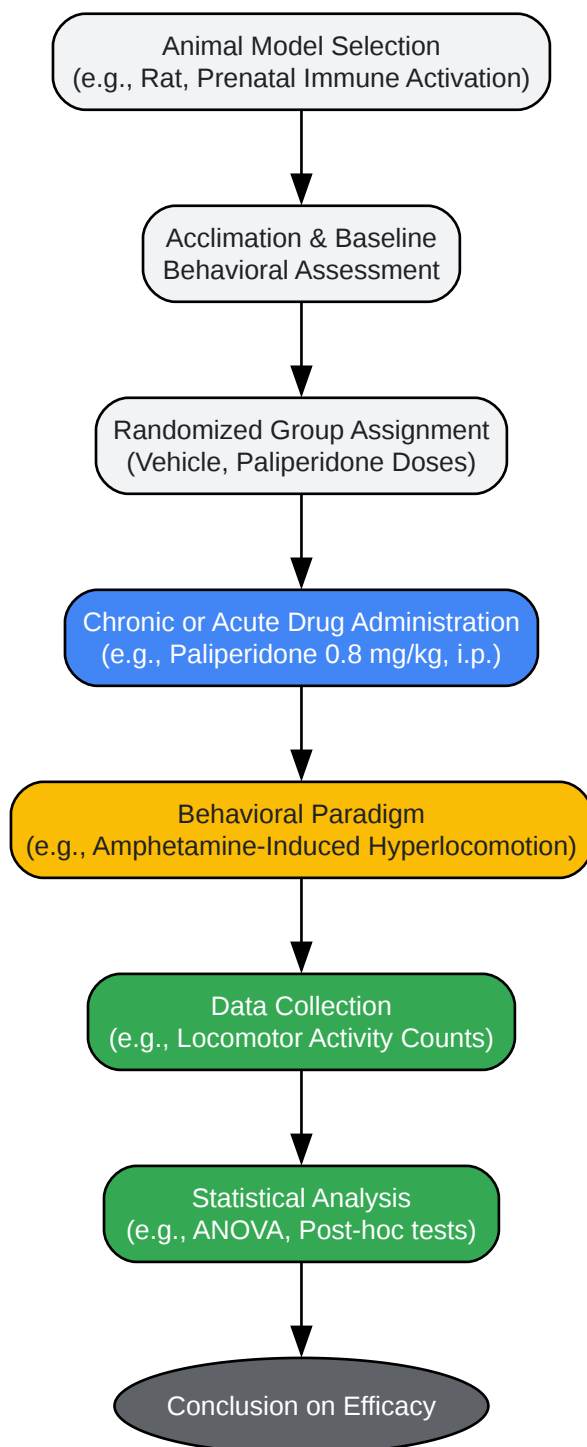 Animal Model Selection
(e.g., Rat, Prenatal Immune Activation)
Acclimation & Baseline
Behavioral Assessment
Randomized Group Assignment
(Vehicle, Paliperidone Doses)
Chronic or Acute Drug Administration
(e.g., Paliperidone 0.8 mg/kg, i.p.)
Behavioral Paradigm
(e.g., Amphetamine-Induced Hyperlocomotion)
Data Collection
(e.g., Locomotor Activity Counts)
Statistical Analysis
(e.g., ANOVA, Post-hoc tests)
Conclusion on Efficacy